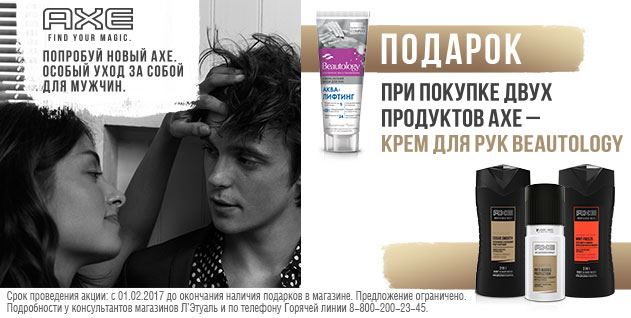 AXE
FIND YOUR MAGIC.
ПОПРОБУЙ НОВЫЙ AXE.
ОСОБЫЙ УХОД ЗА СОБОЙ
ДЛЯ МУЖЧИН.
Beautology
АКВА-
ЛИФТИНГ
ПОДАРОК
ПРИ ПОКУПКЕ ДВУХ
ПРОДУКТОВ AXE –
КРЕМ ДЛЯ РУК BEAUTOLOGY
AXE
AXE
AXE
Срок проведения акции: с 01.02.2017 до окончания наличия подарков в магазине. Предложение ограничено.
Подробности у консультантов магазинов Л'Этуаль и по телефону Горячей линии 8–800–200–23–45.